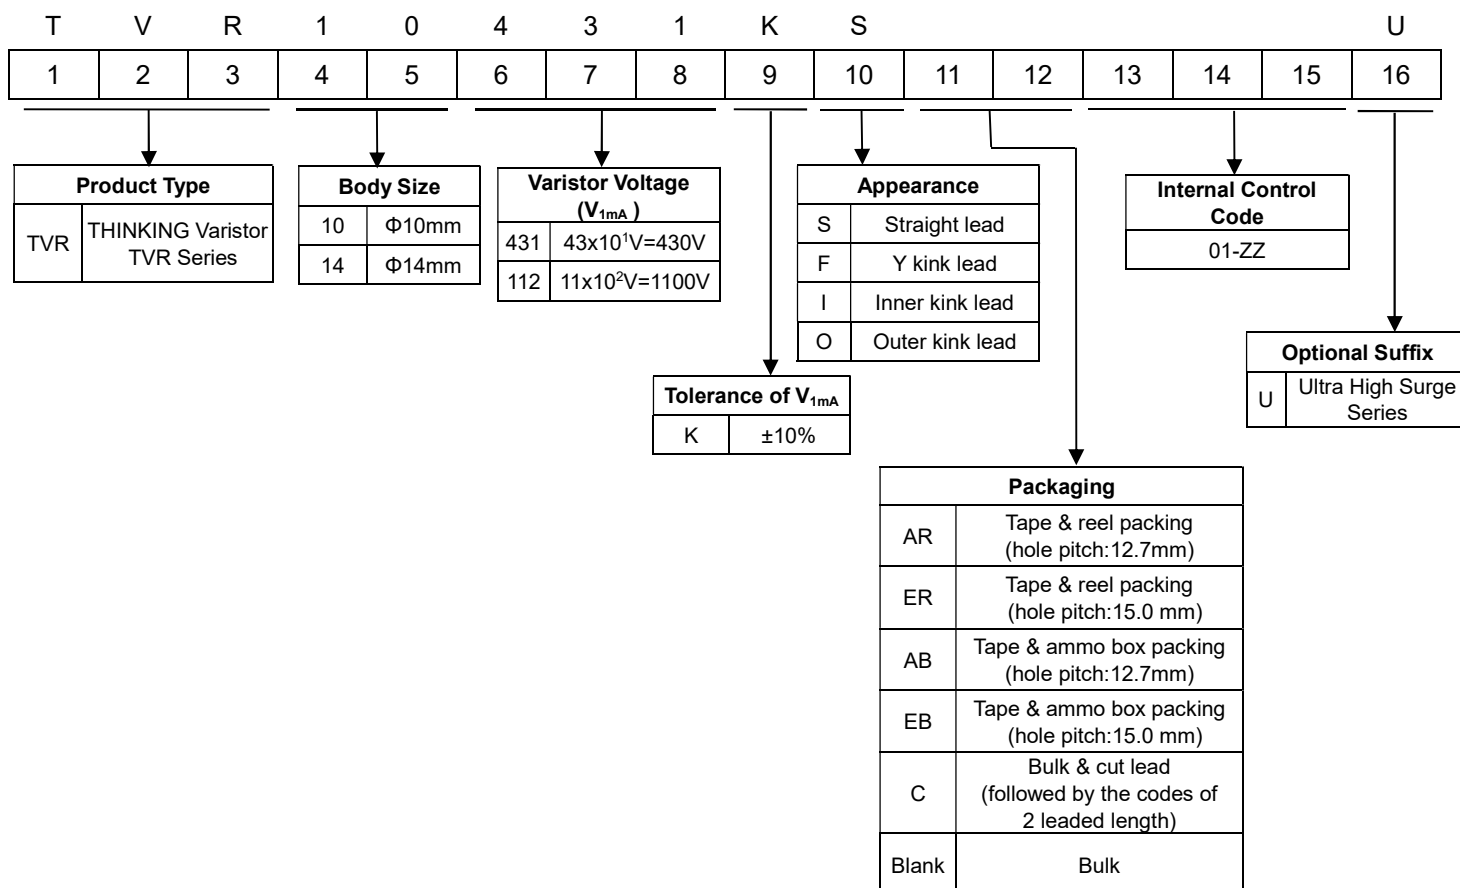 T V R 1 0 4 3 1 K S U
1 2 3 4 5 6 7 8 9 10 11 12 13 14 15 16
Product Type
TVR THINKING Varistor
TVR Series
Body Size
10 Φ10mm
14 Φ14mm
Varistor Voltage
(V1mA )
431 43x10¹V=430V
112 11x10²V=1100V
Appearance
S Straight lead
F Y kink lead
I Inner kink lead
O Outer kink lead
Internal Control
Code
01-ZZ
Optional Suffix
U Ultra High Surge
Series
Tolerance of V1mA
K ±10%
Packaging
AR Tape & reel packing
(hole pitch:12.7mm)
ER Tape & reel packing
(hole pitch:15.0 mm)
AB Tape & ammo box packing
(hole pitch:12.7mm)
EB Tape & ammo box packing
(hole pitch:15.0 mm)
C Bulk & cut lead
(followed by the codes of
2 leaded length)
Blank Bulk